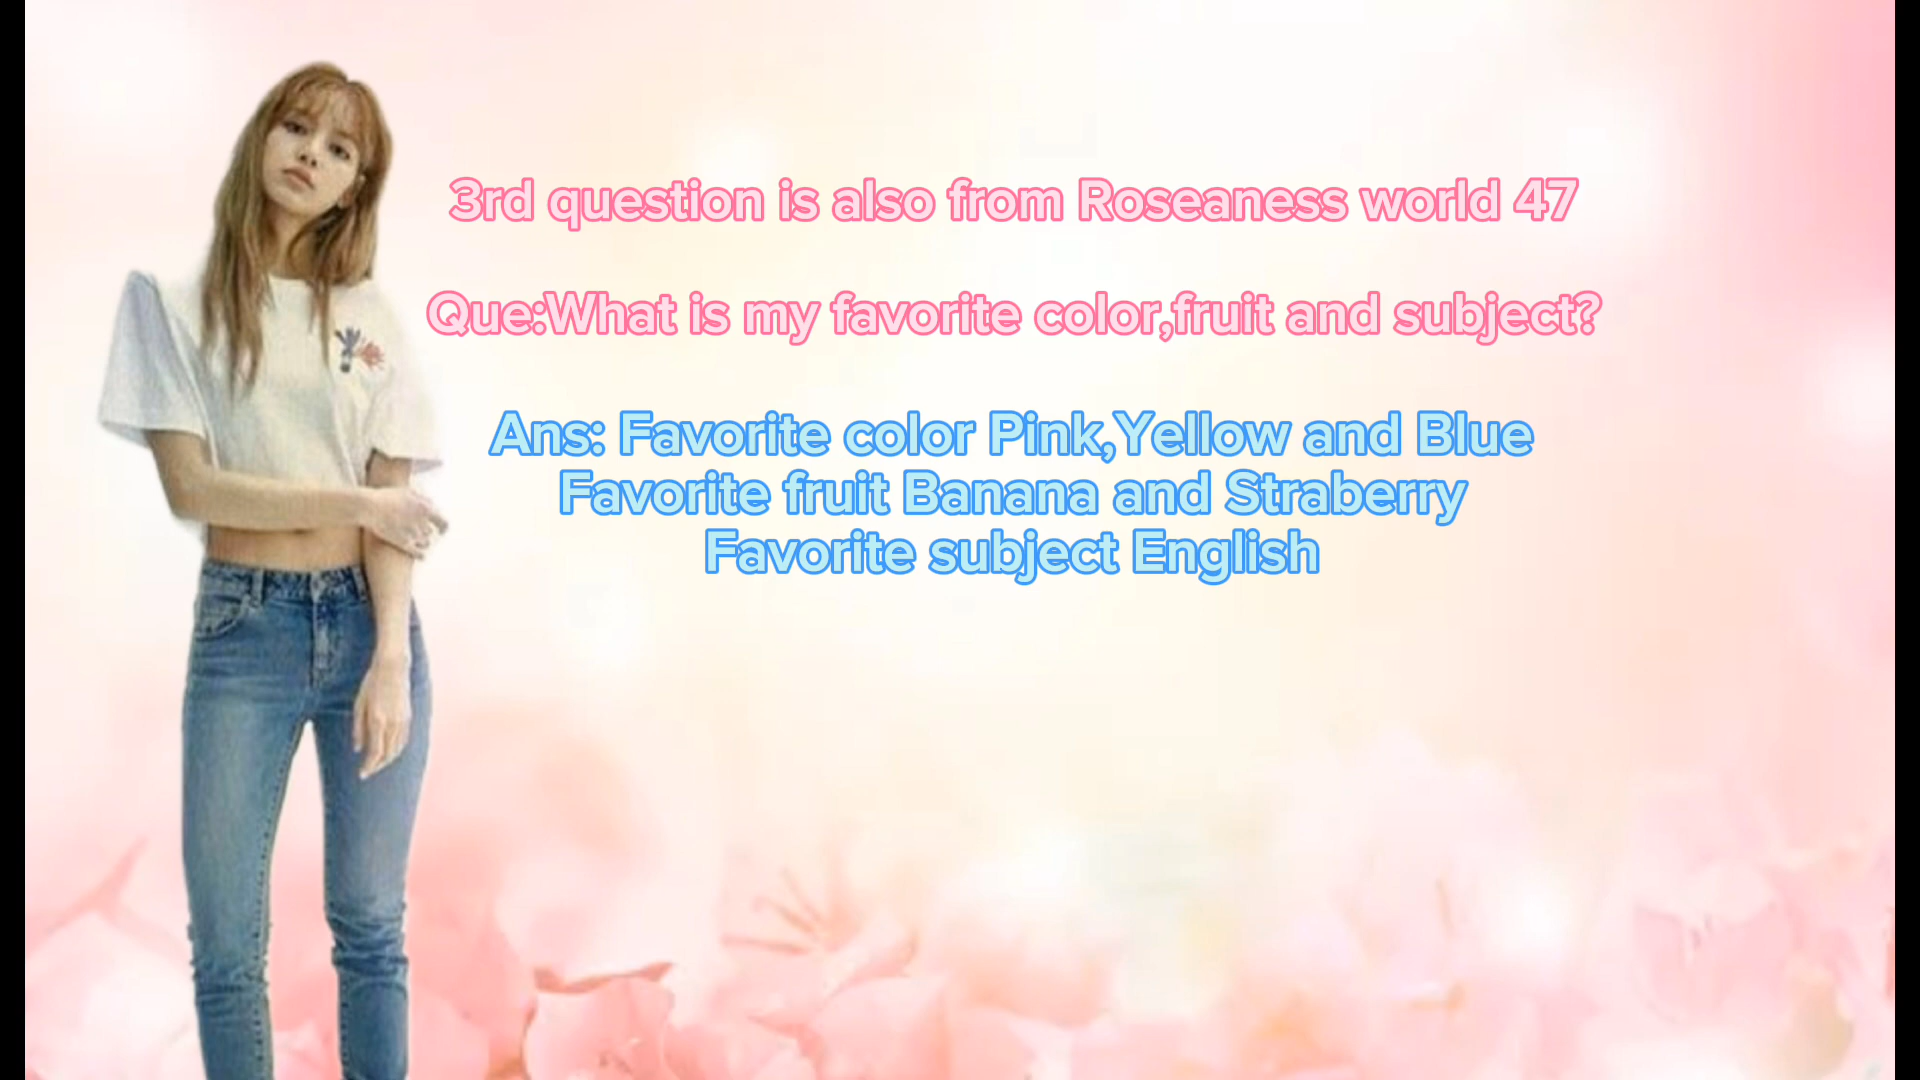 3rd question is also from Roseaness world 47
Que:What is my favorite color,fruit and subject?
Ans: Favorite color Pink,Yellow and Blue
Favorite fruit Banana and Straberry
Favorite subject English